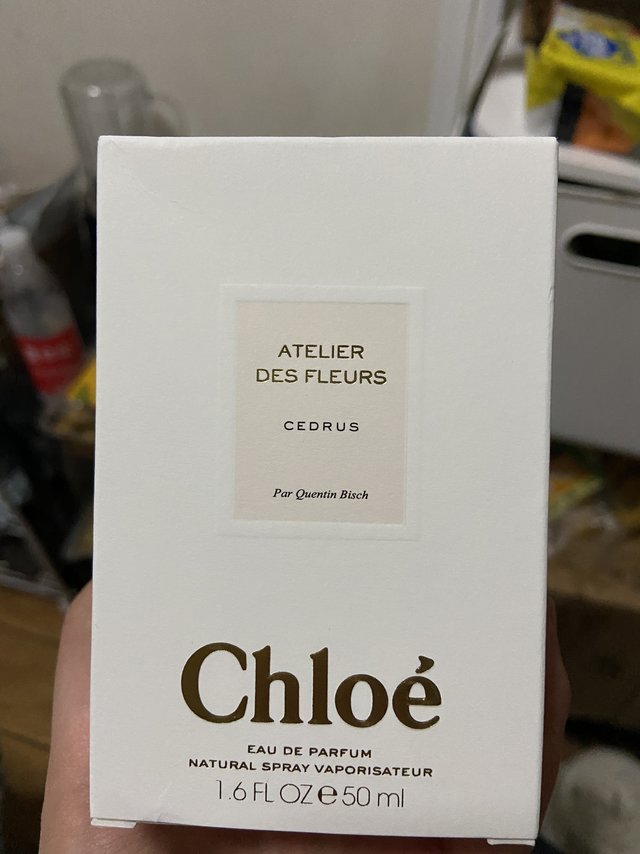 ATELIER
DES FLEURS
CEDRUS
Par Quentin Bisch
Chloé
EAU DE PARFUM
NATURAL SPRAY VAPORISATEUR
1.6 FL OZ e 50 ml